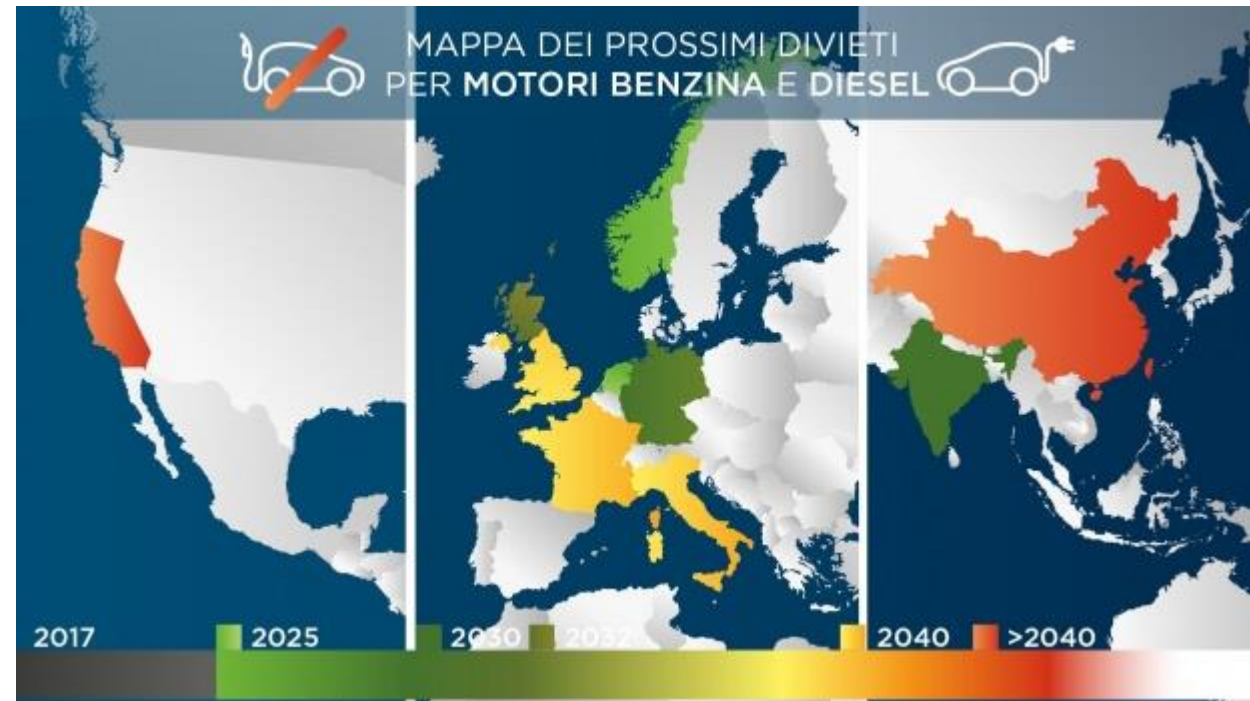 MAPPA DEI PROSSIMI DIVIETI
PER MOTORI BENZINA E DIESEL
2017 2025 2030 2032 2040 >2040